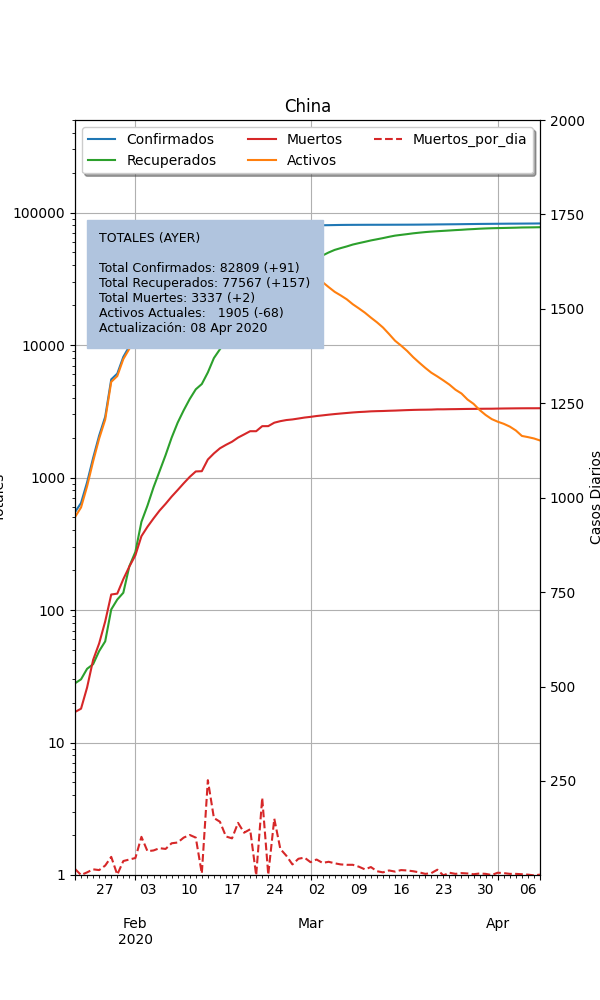 China
Confirmados
Recuperados
Muertos
Activos
Muertos_por_dia
TOTALES (AYER)
Total Confirmados: 82809 (+91)
Total Recuperados: 77567 (+157)
Total Muertes: 3337 (+2)
Activos Actuales: 1905 (-68)
Actualización: 08 Apr 2020
100000
10000
1000
100
10
1
2000
1750
1500
1250
1000
750
500
250
Casos Diarios
27 03 10 17 24 02 09 16 23 30 06
Feb Mar Apr
2020